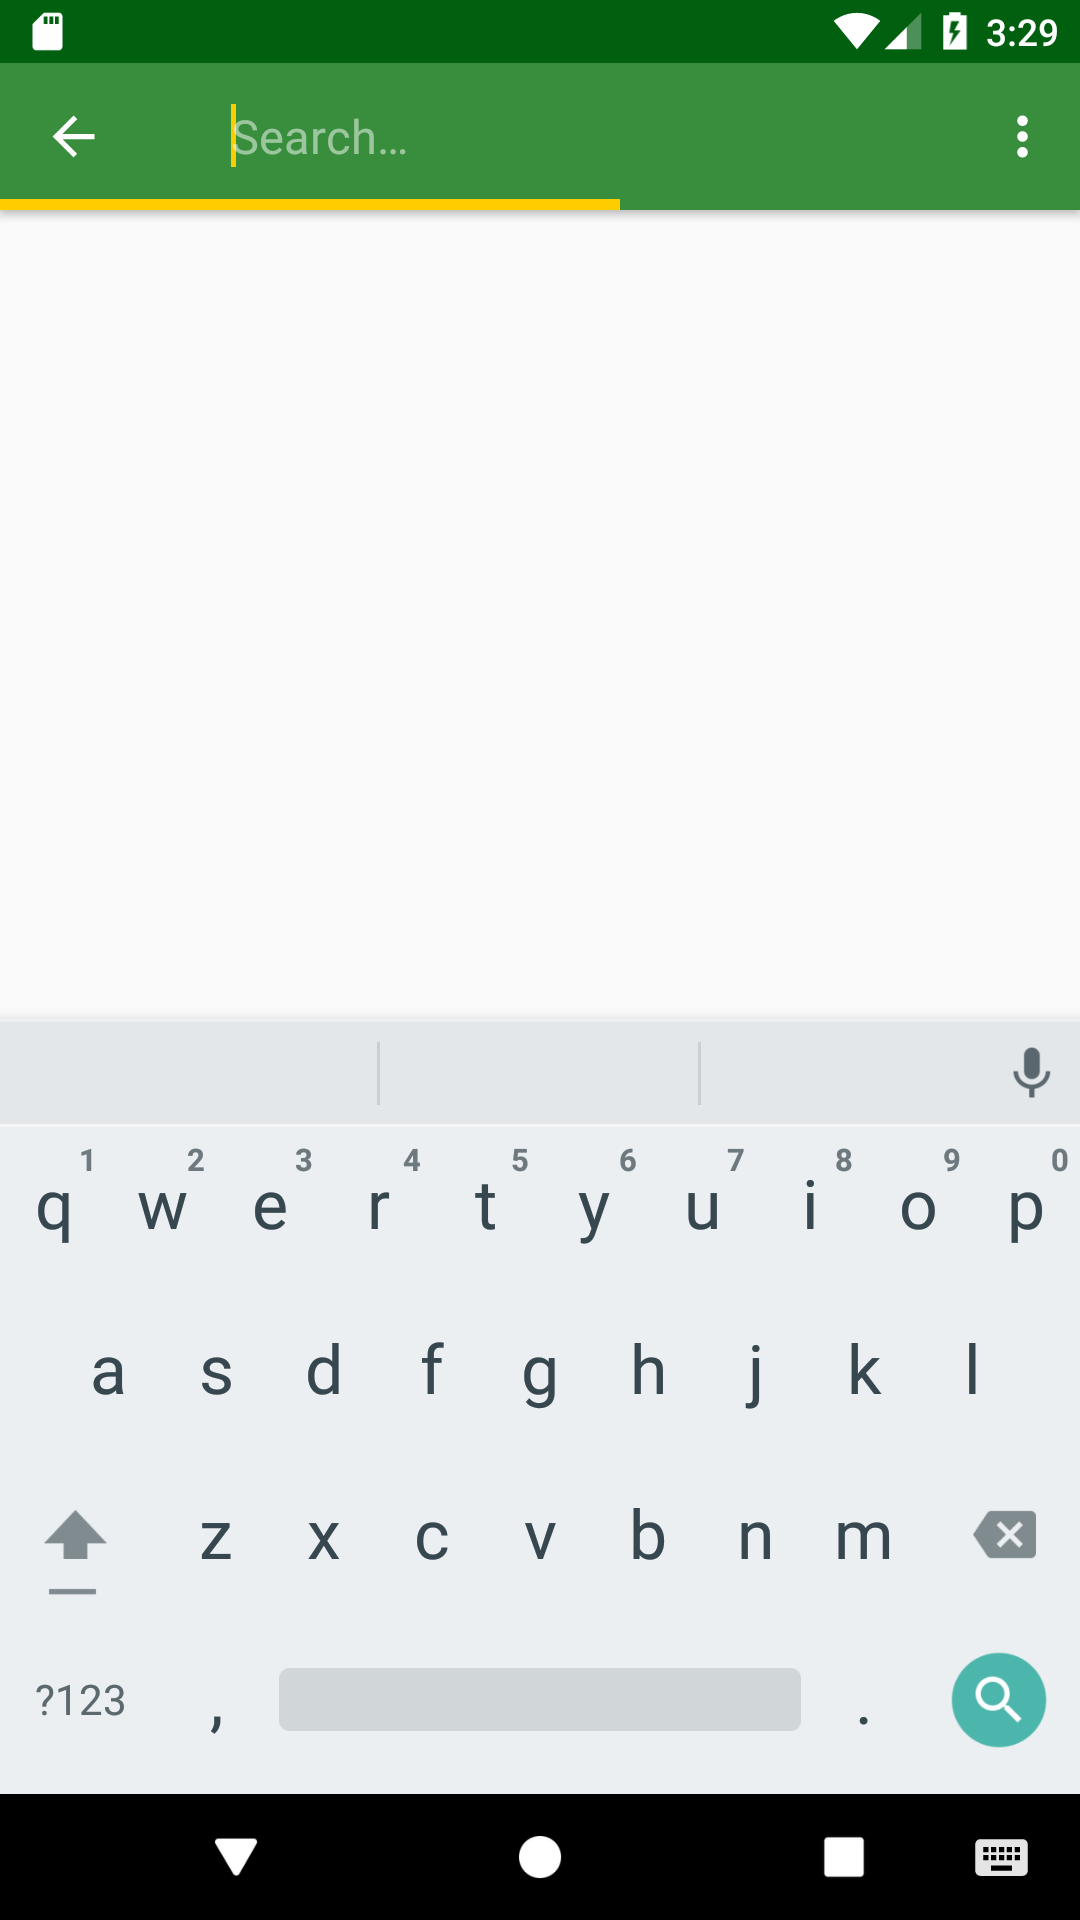 3:29
Search…
1 2 3 4 5 6 7 8 9 0
q w e r t y u i o p
a s d f g h j k l
z x c v b n m
?123 , .